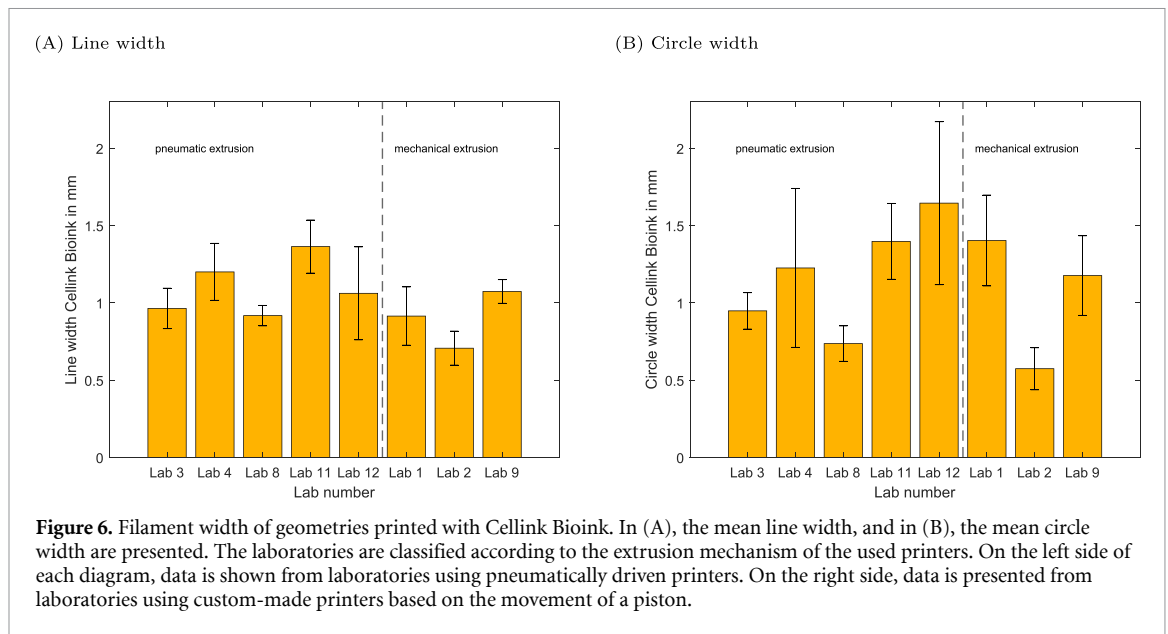 (A) Line width
(B) Circle width
pneumatic extrusion
mechanical extrusion
Line width Cellink Bioink in mm
2
1.5
1
0.5
0
Lab 3 Lab 4 Lab 8 Lab 11 Lab 12 Lab 1 Lab 2 Lab 9
Lab number
pneumatic extrusion
mechanical extrusion
Circle width Cellink Bioink in mm
2
1.5
1
0.5
0
Lab 3 Lab 4 Lab 8 Lab 11 Lab 12 Lab 1 Lab 2 Lab 9
Lab number
Figure 6. Filament width of geometries printed with Cellink Bioink. In (A), the mean line width, and in (B), the mean circle
width are presented. The laboratories are classified according to the extrusion mechanism of the used printers. On the left side of
each diagram, data is shown from laboratories using pneumatically driven printers. On the right side, data is presented from
laboratories using custom-made printers based on the movement of a piston.